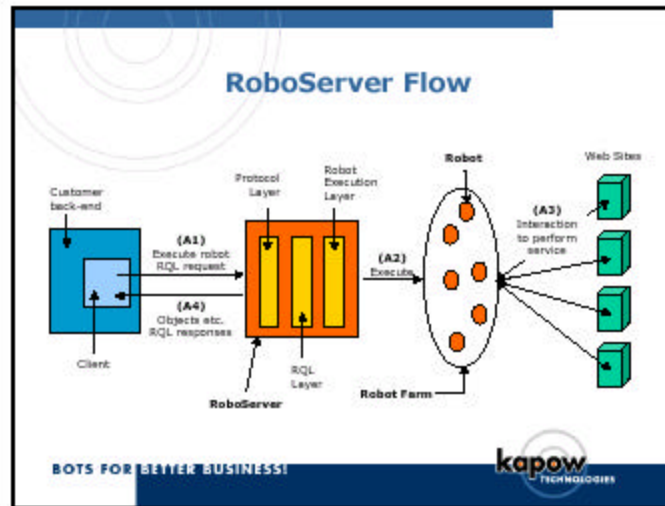 RoboServer Flow
Customer
back-end
Protocol
Layer
Robot
Execution
Layer
Robot
Web Sites
(A1)
Execute robot
RQL request
(A2)
Execute
(A3)
Interaction
to perform
service
(A4)
Objects etc.
RQL responses
Client
RQL
Layer
RoboServer
Robot Farm
BOTS FOR BETTER BUSINESS!
kapow
TECHNOLOGIES